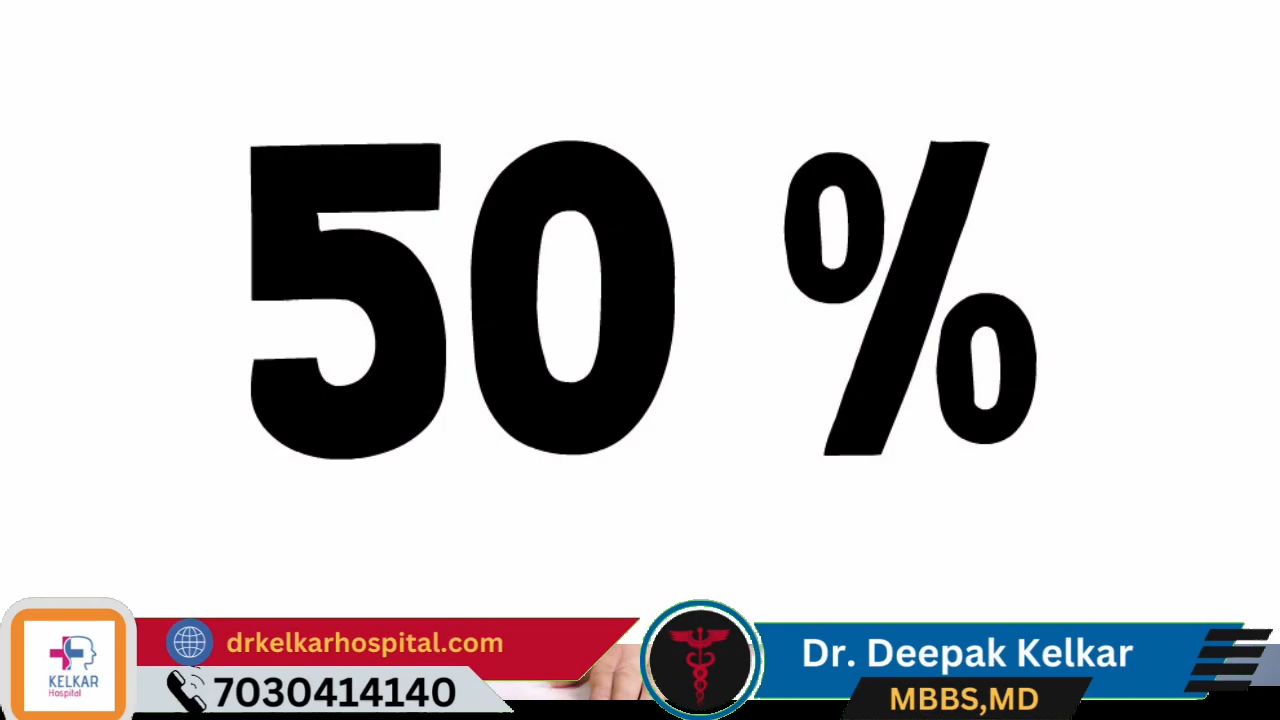 50 %
KELKAR
Hospital
drkelkarhospital.com
7030414140
Dr. Deepak Kelkar
MBBS,MD